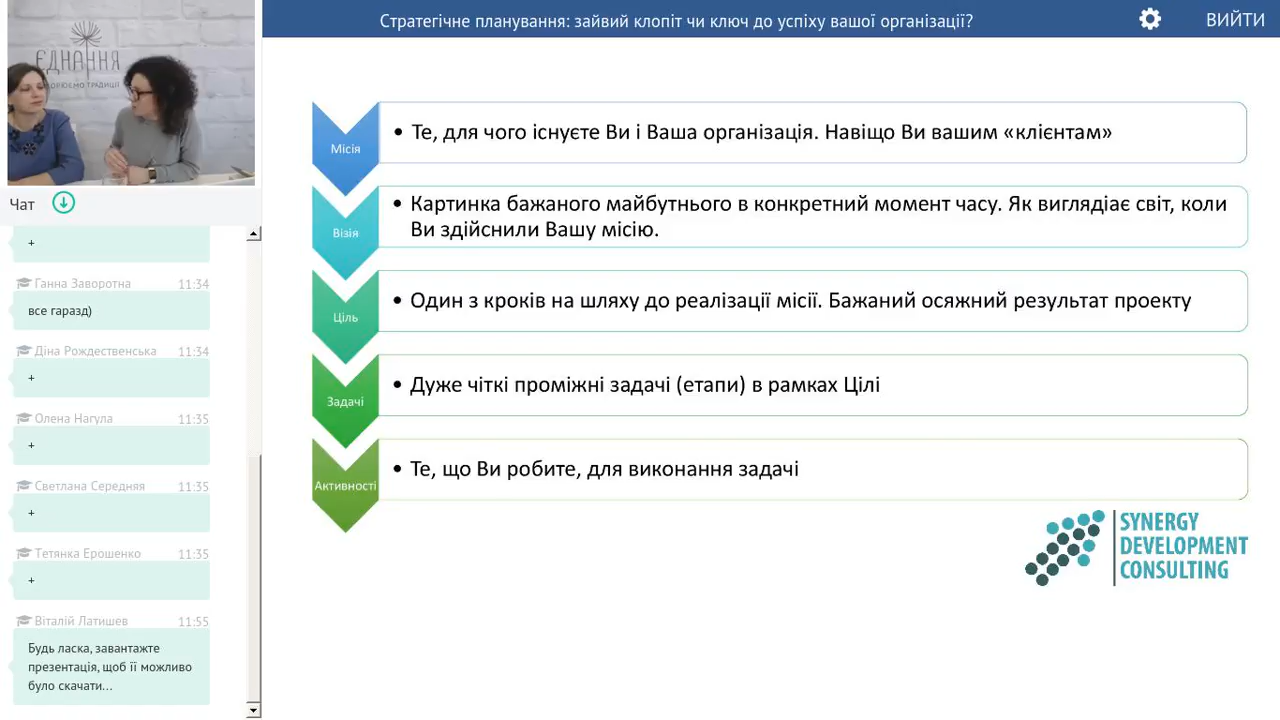 Стратегічне планування: зайвий клопіт чи ключ до успіху вашої організації?
ВИЙТИ
ЄДНАННЯ
Чат
+
Ганна Заворотна 11:34
все гаразд)
Діна Рождественська 11:34
+
Олена Нагула 11:35
+
Светлана Середняя 11:35
+
Тетянка Ерошенко 11:35
+
Віталій Латишев 11:55
Будь ласка, завантажте
презентація, щоб її можливо
було скачати...
Місія
• Те, для чого існуєте Ви і Ваша організація. Навіщо Ви вашим «клієнтам»
Візія
• Картинка бажаного майбутнього в конкретний момент часу. Як виглядіає світ, коли
Ви здійснили Вашу місію.
Ціль
• Один з кроків на шляху до реалізації місії. Бажаний осяжний результат проекту
Задачі
• Дуже чіткі проміжні задачі (етапи) в рамках Цілі
Активності
• Те, що Ви робите, для виконання задачі
SYNERGY
DEVELOPMENT
CONSULTING